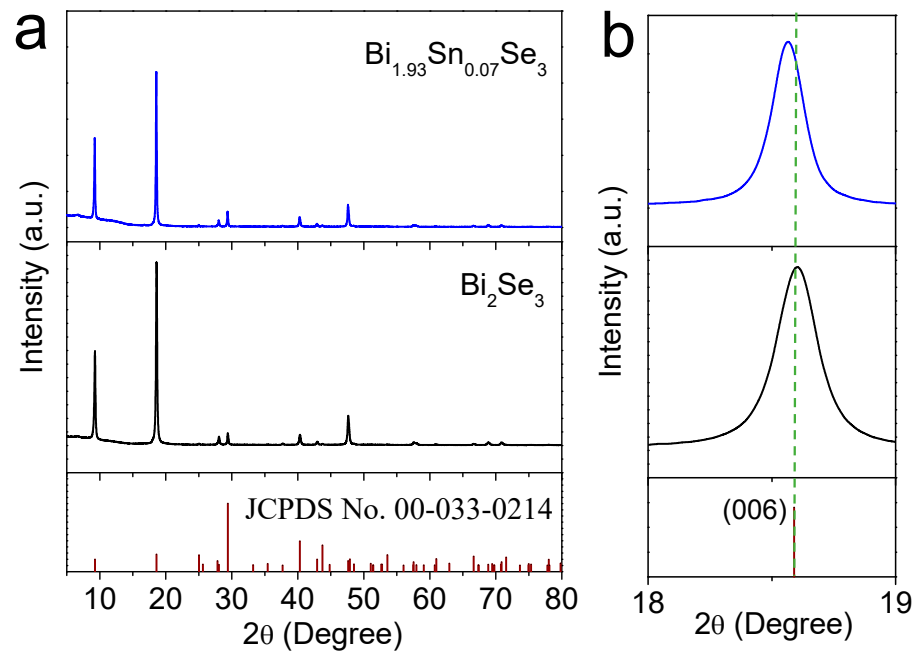 a
Bi1.93Sn0.07Se3
Bi2Se3
JCPDS No. 00-033-0214
Intensity (a.u.)
10 20 30 40 50 60 70 80
2θ (Degree)
b
(006)
Intensity (a.u.)
18 19
2θ (Degree)